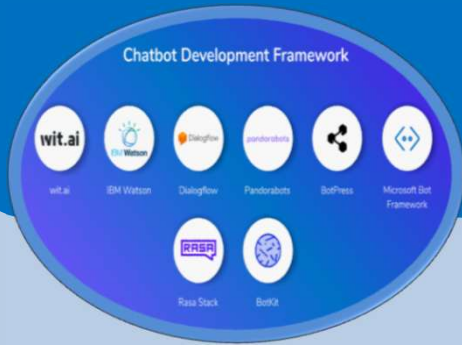 Chatbot Development Framework
wit.ai
IBM Watson
Dialogflow
pandorabots
wit.ai
IBM Watson
Dialogflow
Pandorabots
BotPress
Microsoft Bot
Framework
RASA
Rasa Stack
BotKit